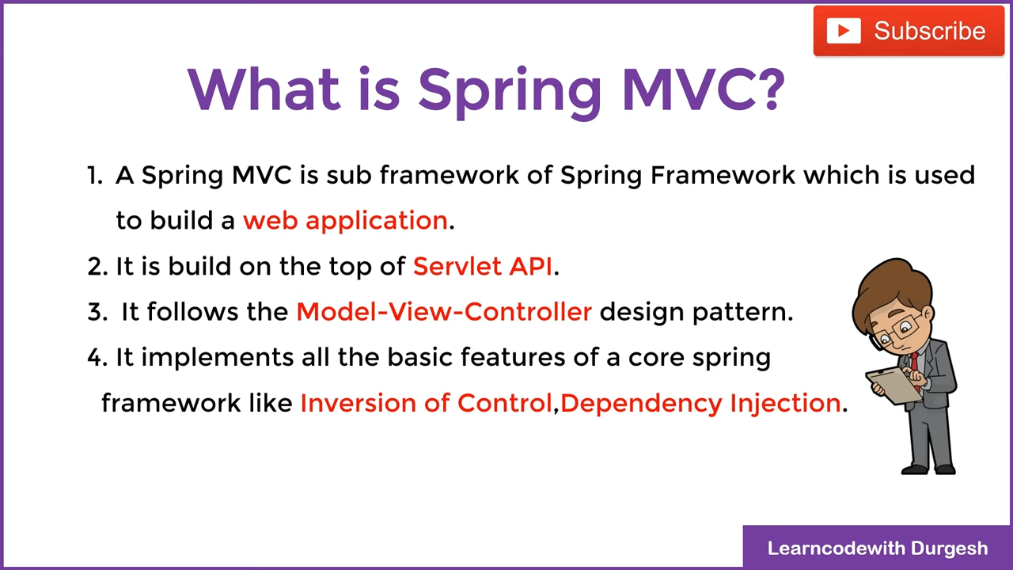 Subscribe
What is Spring MVC?
1. A Spring MVC is sub framework of Spring Framework which is used
to build a web application.
2. It is build on the top of Servlet API.
3. It follows the Model-View-Controller design pattern.
4. It implements all the basic features of a core spring
framework like Inversion of Control,Dependency Injection.
Learncodewith Durgesh